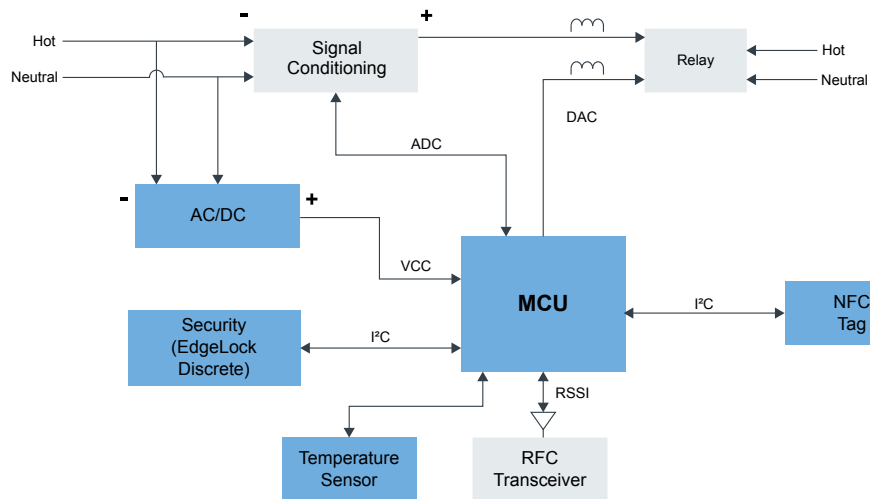 - +
Hot
Signal
Conditioning
Relay
Hot
Neutral
Neutral
DAC
ADC
- +
AC/DC
VCC
MCU
I²C
NFC
Tag
Security
(EdgeLock
Discrete)
I²C
RSSI
Temperature
Sensor
RFC
Transceiver